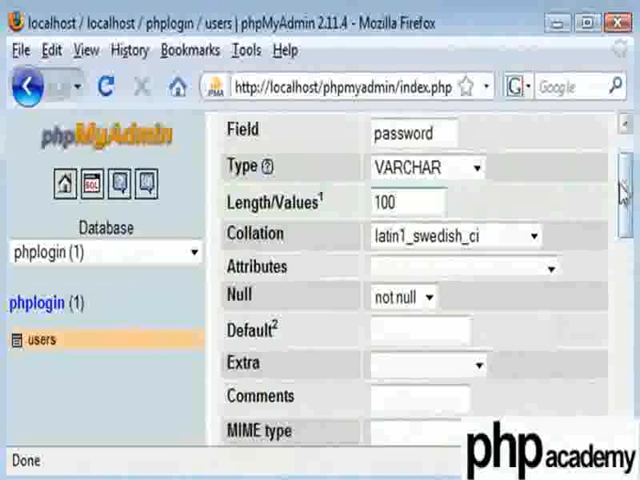 localhost / localhost / phplogin / users | phpMyAdmin 2.11.4 - Mozilla Firefox
File Edit View History Bookmarks Tools Help
PMA http://localhost/phpmyadmin/index.php G Google
phpMyAdmin
SQL
Database
phplogin (1)
phplogin (1)
users
Field password
Type ? VARCHAR
Length/Values1 100
Collation latin1_swedish_ci
Attributes
Null not null
Default2
Extra
Comments
MIME type
Done
php academy